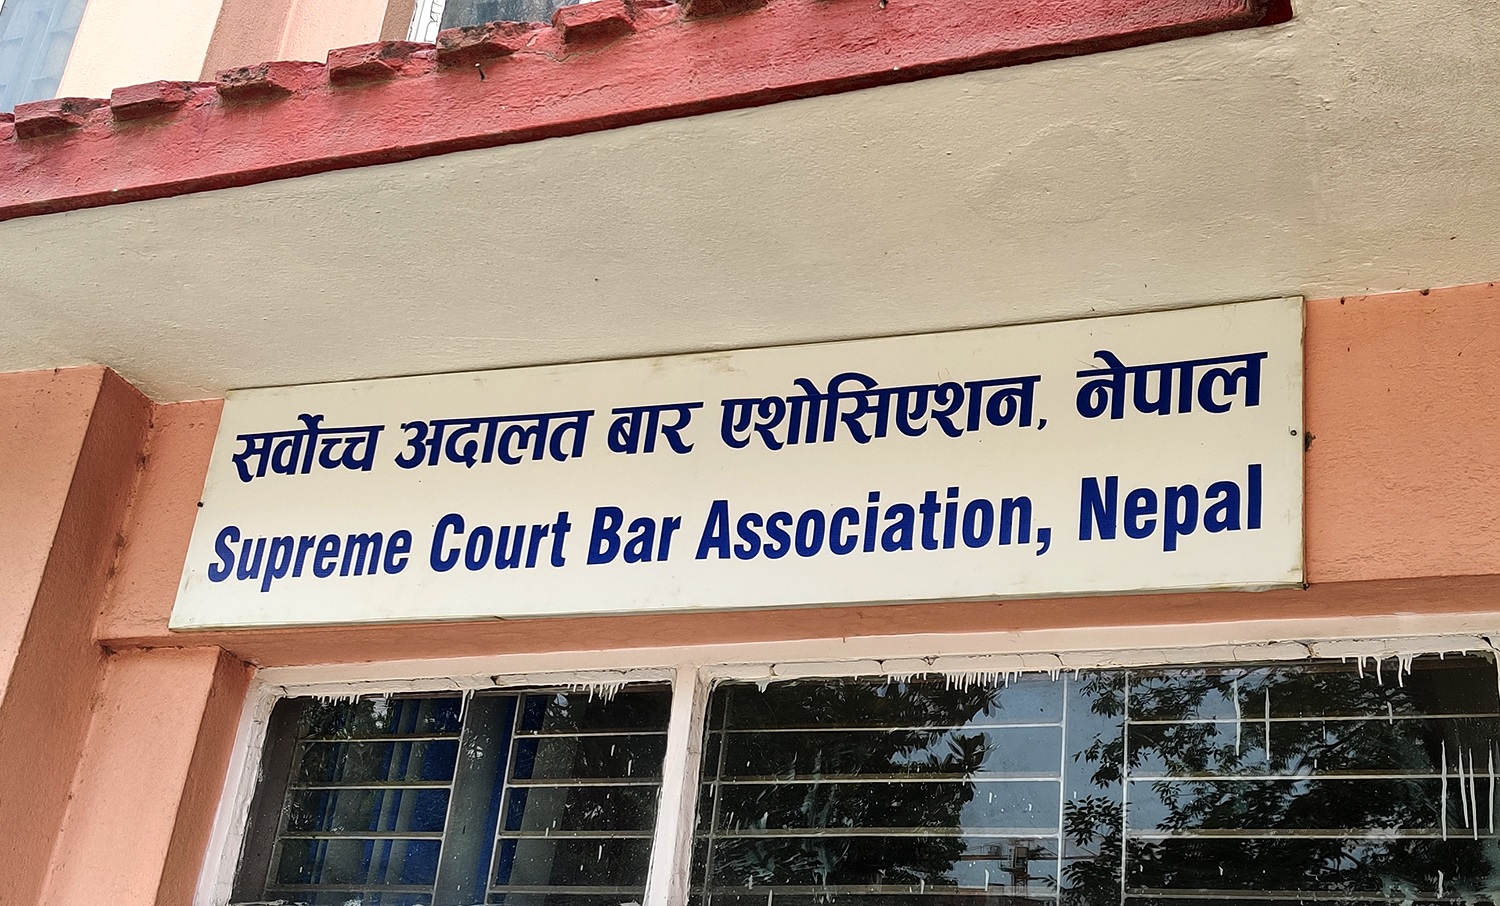 सर्वोच्च अदालत बार एशोसिएशन, नेपाल
Supreme Court Bar Association, Nepal